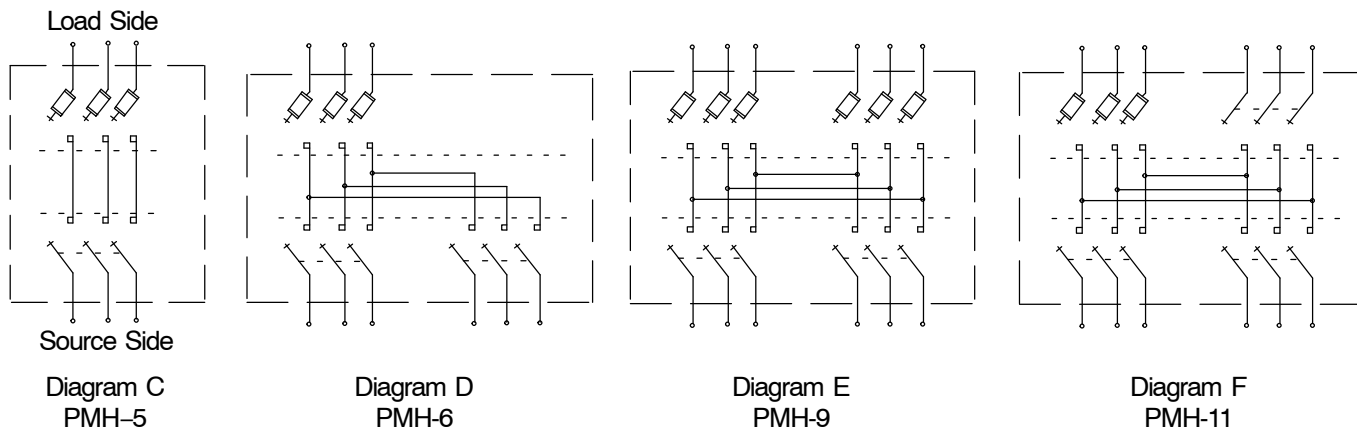 Load Side
Source Side
Diagram C
PMH–5
Diagram D
PMH-6
Diagram E
PMH-9
Diagram F
PMH-11